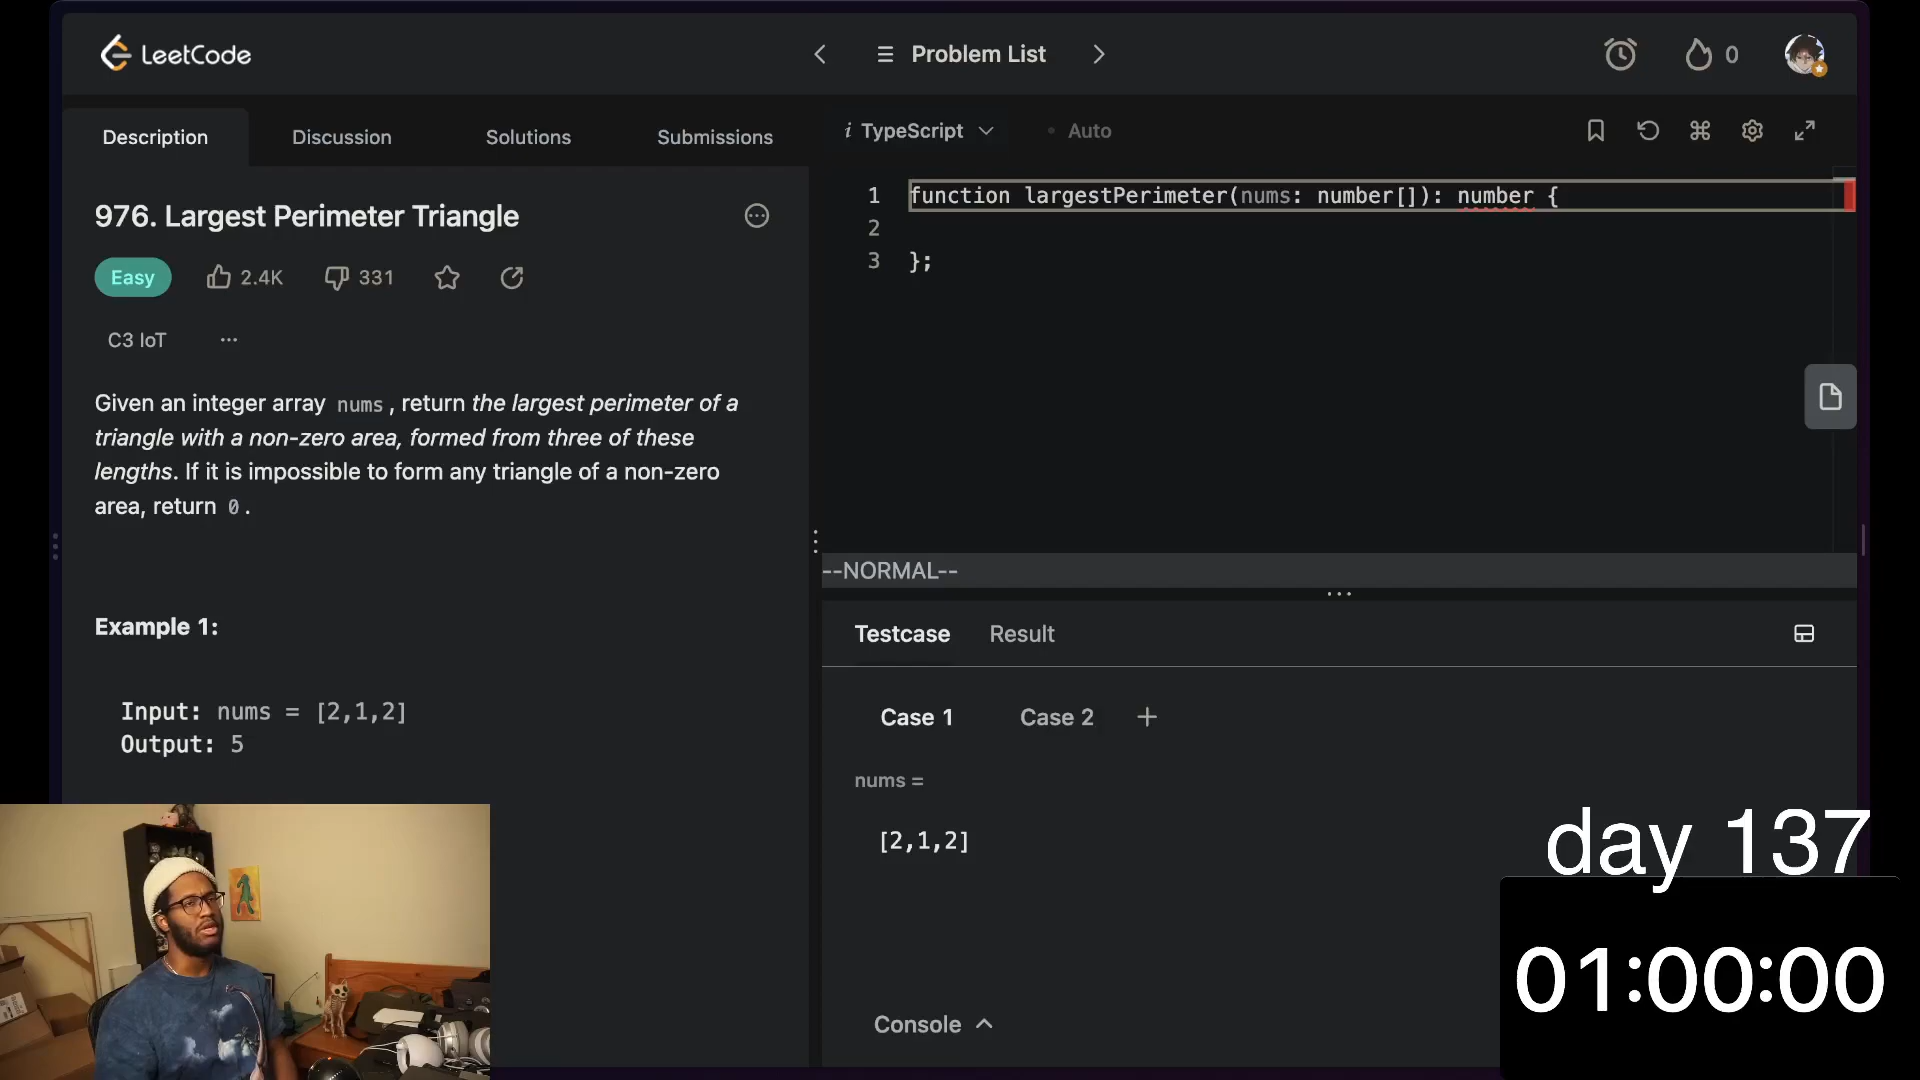 LeetCode
Problem List
0
Description
Discussion
Solutions
Submissions
TypeScript
Auto
976. Largest Perimeter Triangle
Easy
2.4K
331
C3 IoT
...
Given an integer array nums, return the largest perimeter of a
triangle with a non-zero area, formed from three of these
lengths. If it is impossible to form any triangle of a non-zero
area, return 0.
Example 1:
Input: nums = [2,1,2]
Output: 5
1 function largestPerimeter(nums: number[]): number {
2
3 };
--NORMAL--
Testcase
Result
Case 1
Case 2
+
nums =
[2,1,2]
Console
day 137
01:00:00